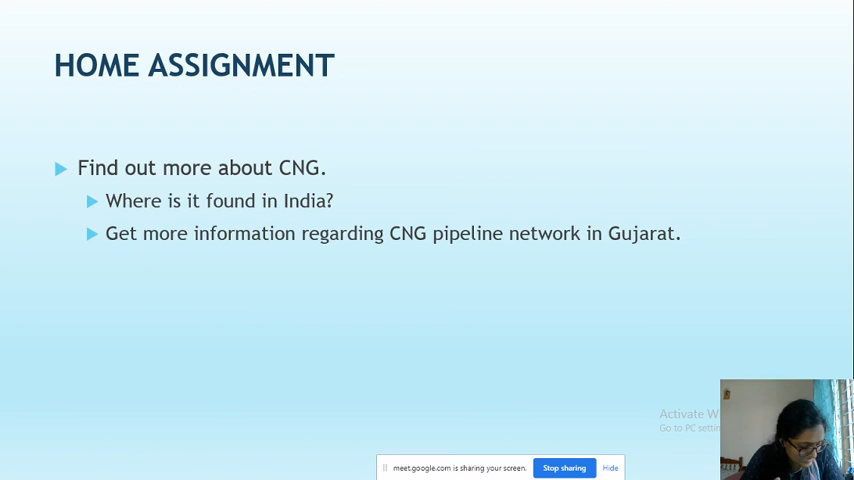 HOME ASSIGNMENT
Find out more about CNG.
Where is it found in India?
Get more information regarding CNG pipeline network in Gujarat.
Activate W
Go to PC settin
meet.google.com is sharing your screen.
Stop sharing
Hide